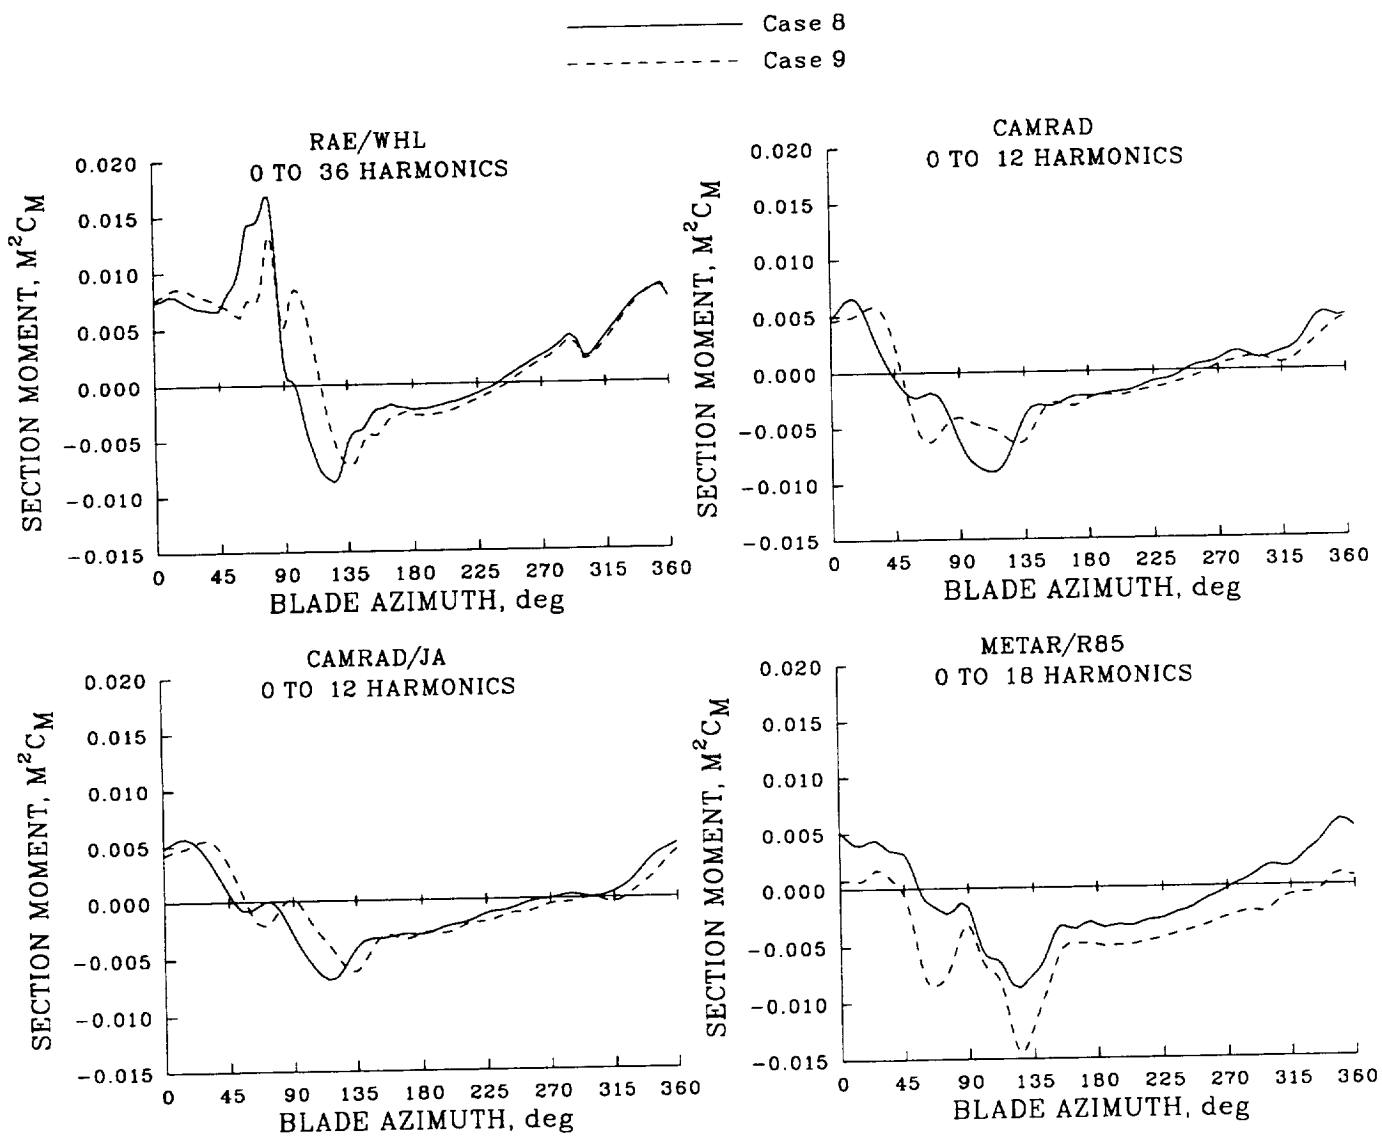 Case 8
Case 9
RAE/WHL
0 TO 36 HARMONICS
0.020
0.015
0.010
0.005
0.000
−0.005
−0.010
−0.015
SECTION MOMENT, M²C_M
0 45 90 135 180 225 270 315 360
BLADE AZIMUTH, deg
CAMRAD
0 TO 12 HARMONICS
0.020
0.015
0.010
0.005
0.000
−0.005
−0.010
−0.015
SECTION MOMENT, M²C_M
0 45 90 135 180 225 270 315 360
BLADE AZIMUTH, deg
CAMRAD/JA
0 TO 12 HARMONICS
0.020
0.015
0.010
0.005
0.000
−0.005
−0.010
−0.015
SECTION MOMENT, M²C_M
0 45 90 135 180 225 270 315 360
BLADE AZIMUTH, deg
METAR/R85
0 TO 18 HARMONICS
0.020
0.015
0.010
0.005
0.000
−0.005
−0.010
−0.015
SECTION MOMENT, M²C_M
0 45 90 135 180 225 270 315 360
BLADE AZIMUTH, deg